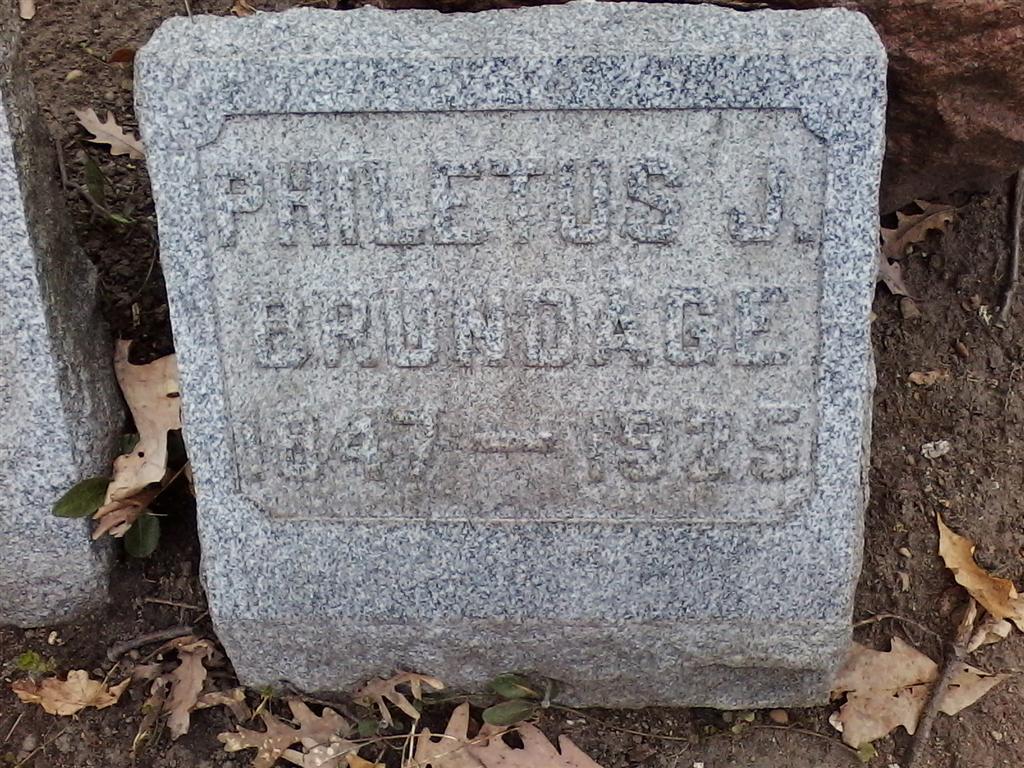 PHILETUS J.
BRUNDAGE
1847 — 1925